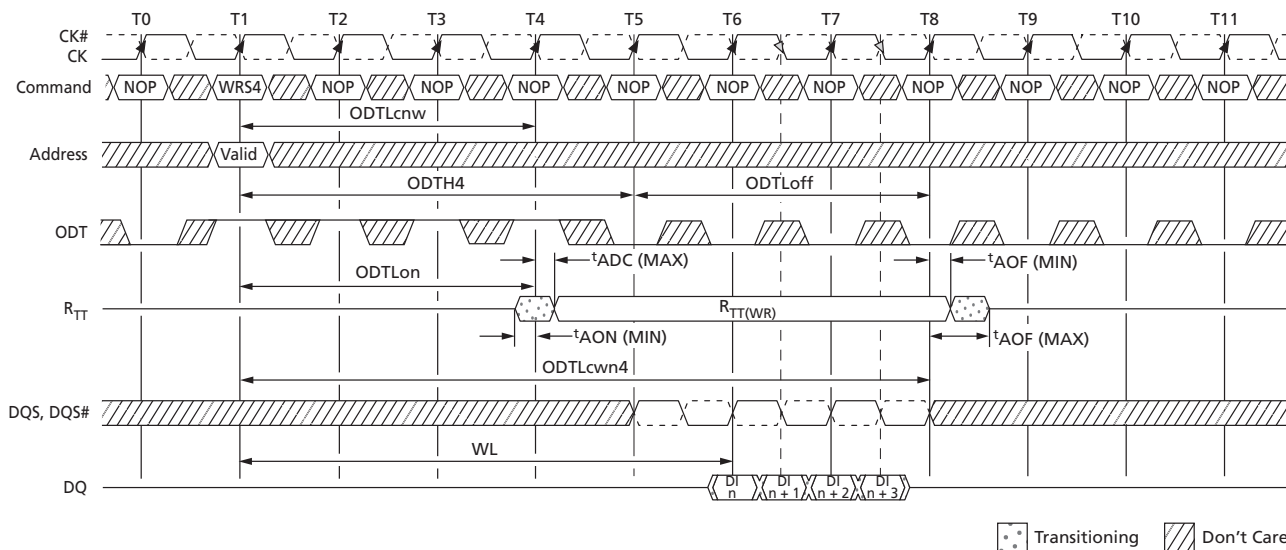 T0 T1 T2 T3 T4 T5 T6 T7 T8 T9 T10 T11
CK#
CK
Command NOP WRS4 NOP NOP NOP NOP NOP NOP NOP NOP NOP NOP
ODTLcnw
Address Valid
ODTH4 ODTLoff
ODT
tADC (MAX) tAOF (MIN)
ODTLon
RTT RTT(WR)
tAON (MIN) tAOF (MAX)
ODTLcwn4
DQS, DQS#
WL
DQ DI n DI n + 1 DI n + 2 DI n + 3
Transitioning Don't Care